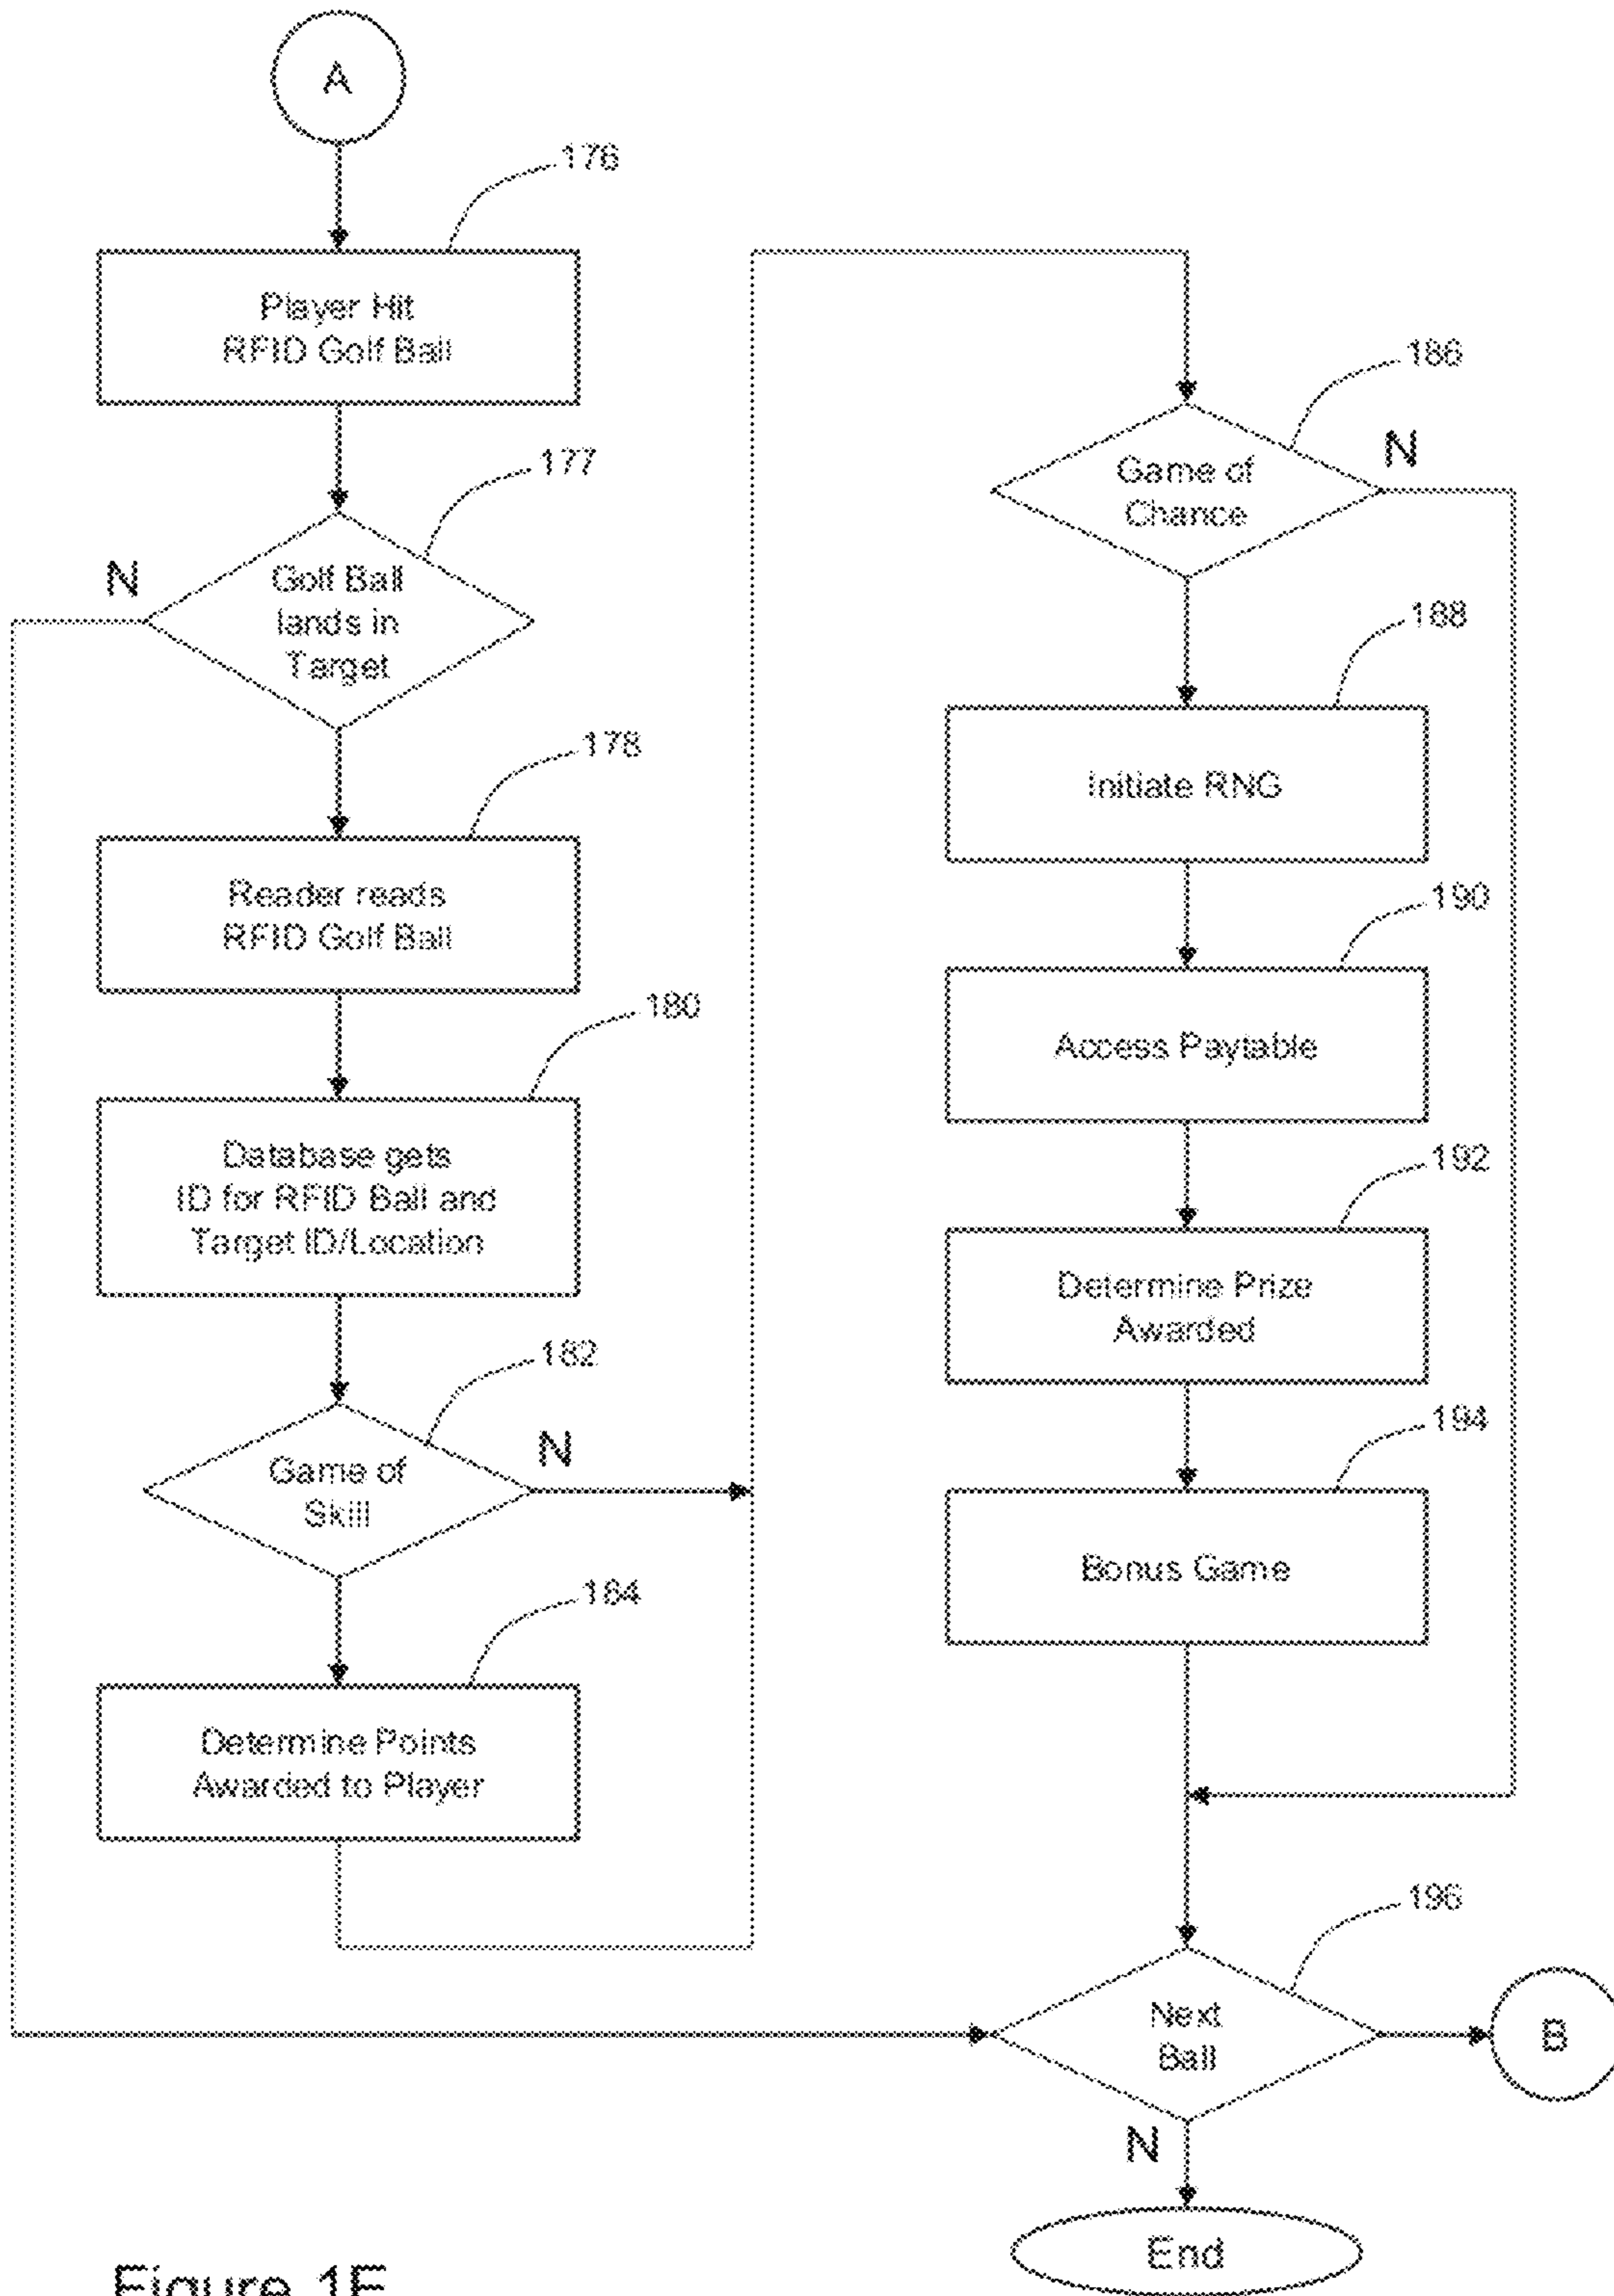 A
176
Player Hit
RFID Golf Ball
177
N
Golf Ball
lands in
Target
178
Reader reads
RFID Golf Ball
180
Database gets
ID for RFID Ball and
Target ID/Location
182
Game of
Skill
N
184
Determine Points
Awarded to Player
186
Game of
Chance
N
188
Initiate RNG
190
Access Paytable
192
Determine Prize
Awarded
194
Bonus Game
196
Next
Ball
B
N
End
Figure